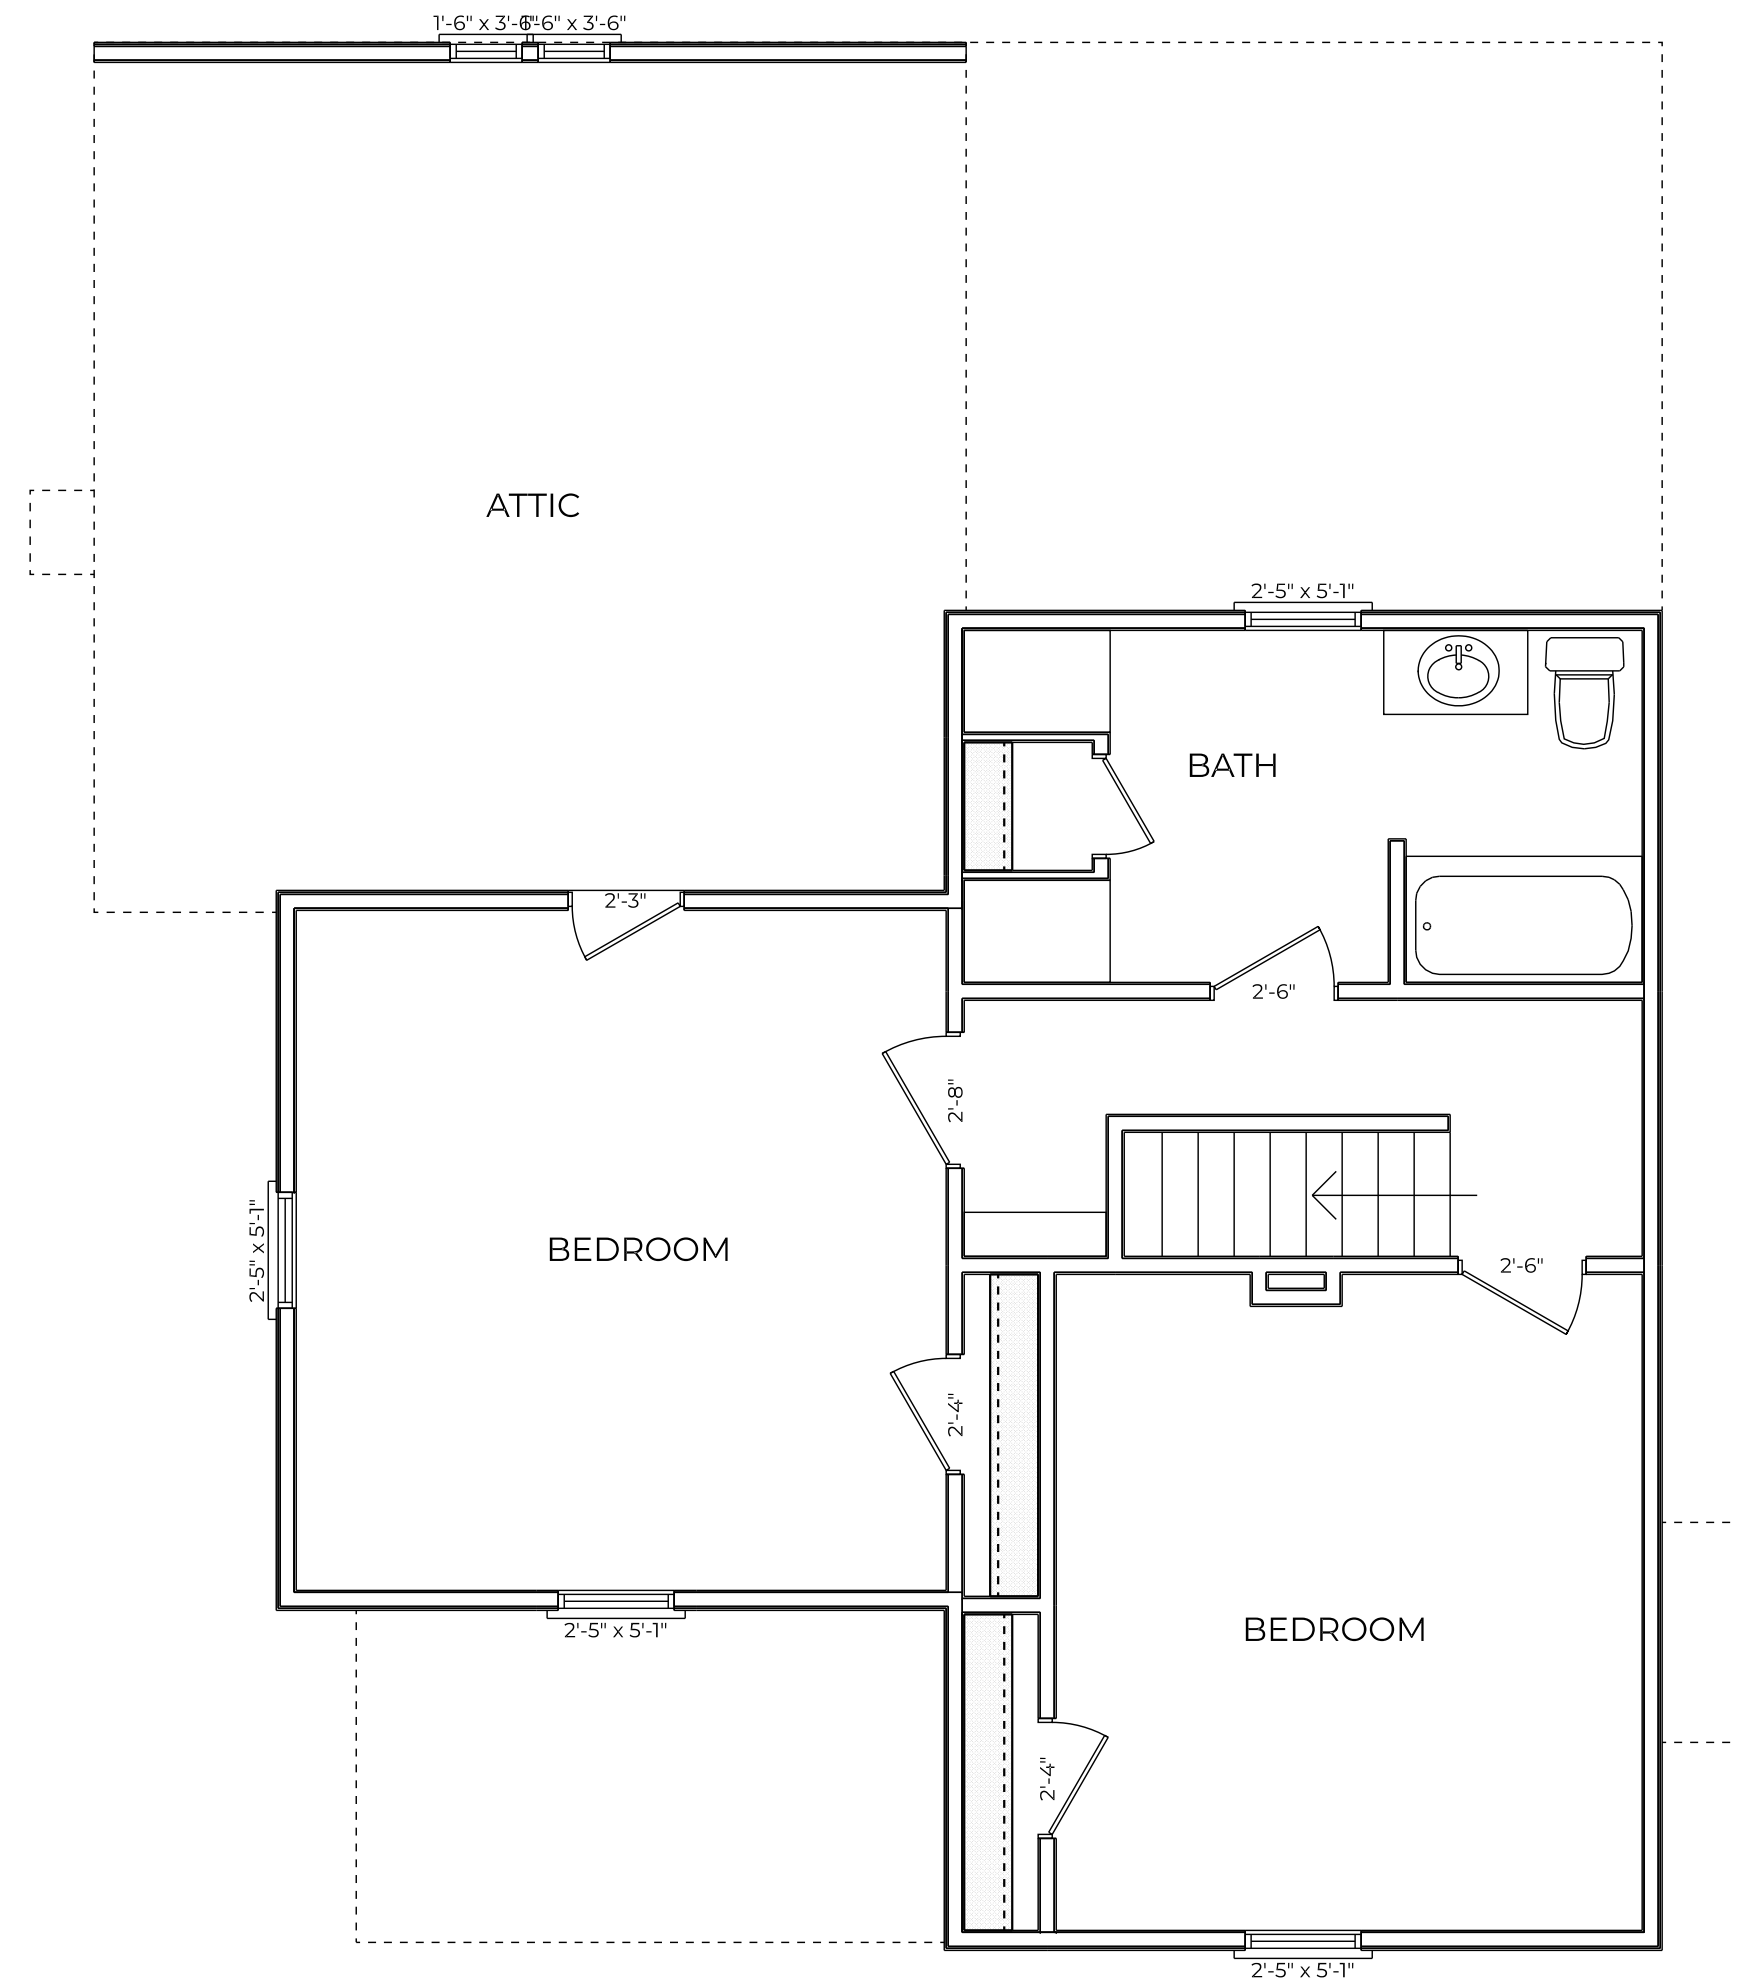 1'-6" x 3'-6"
1'-6" x 3'-6"
ATTIC
2'-5" x 5'-1"
BATH
2'-3"
2'-6"
2'-8"
2'-5" x 5'-1"
BEDROOM
2'-6"
2'-4"
2'-5" x 5'-1"
BEDROOM
2'-4"
2'-5" x 5'-1"